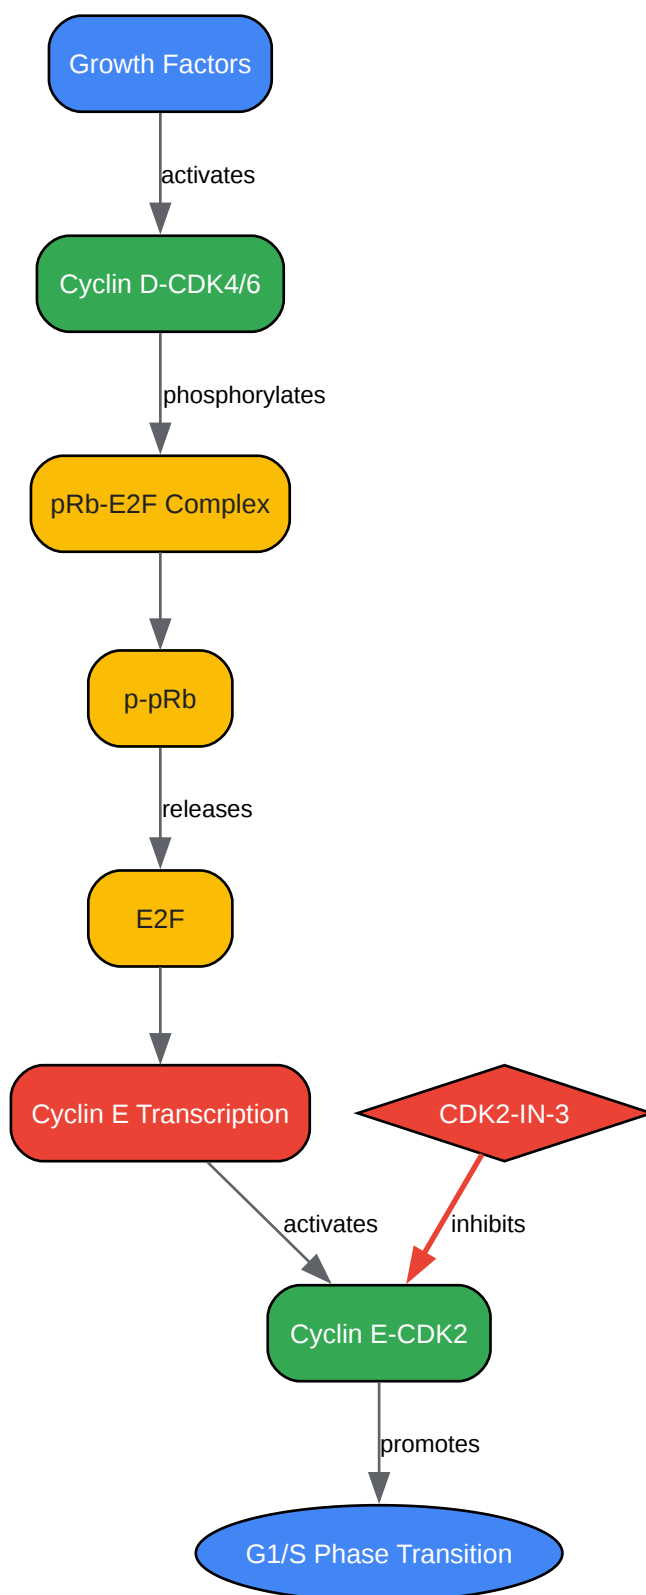 Growth Factors
activates
Cyclin D-CDK4/6
phosphorylates
pRb-E2F Complex
p-pRb
releases
E2F
Cyclin E Transcription
CDK2-IN-3
activates
inhibits
Cyclin E-CDK2
promotes
G1/S Phase Transition